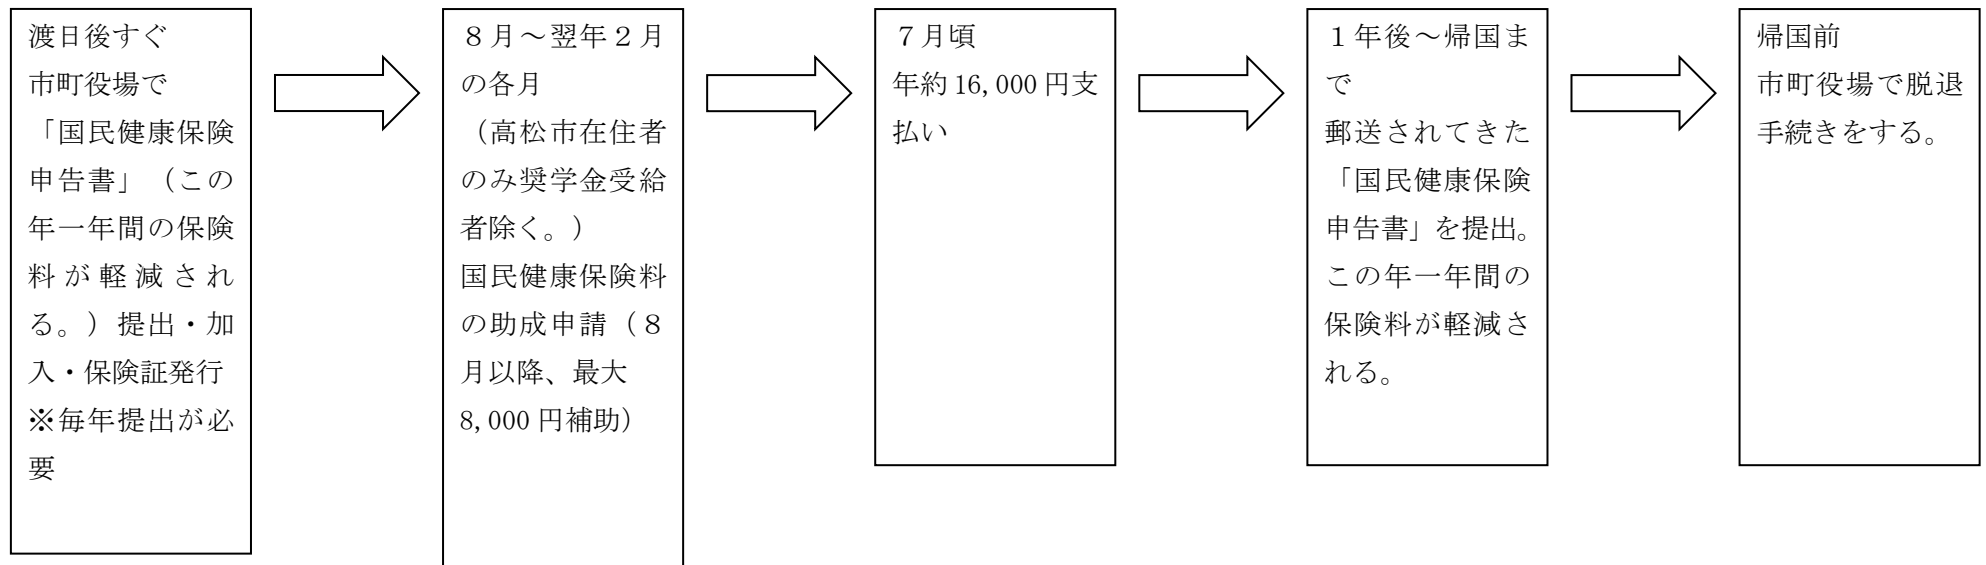 渡日後すぐ
市町役場で
「国民健康保険
申告書」（この
年一年間の保険
料が軽減され
る。）提出・加
入・保険証発行
※毎年提出が必
要
８月～翌年２月
の各月
（高松市在住者
のみ奨学金受給
者除く。）
国民健康保険料
の助成申請（８
月以降、最大
8,000 円補助）
７月頃
年約 16,000 円支
払い
１年後～帰国ま
で
郵送されてきた
「国民健康保険
申告書」を提出。
この年一年間の
保険料が軽減さ
れる。
帰国前
市町役場で脱退
手続きをする。